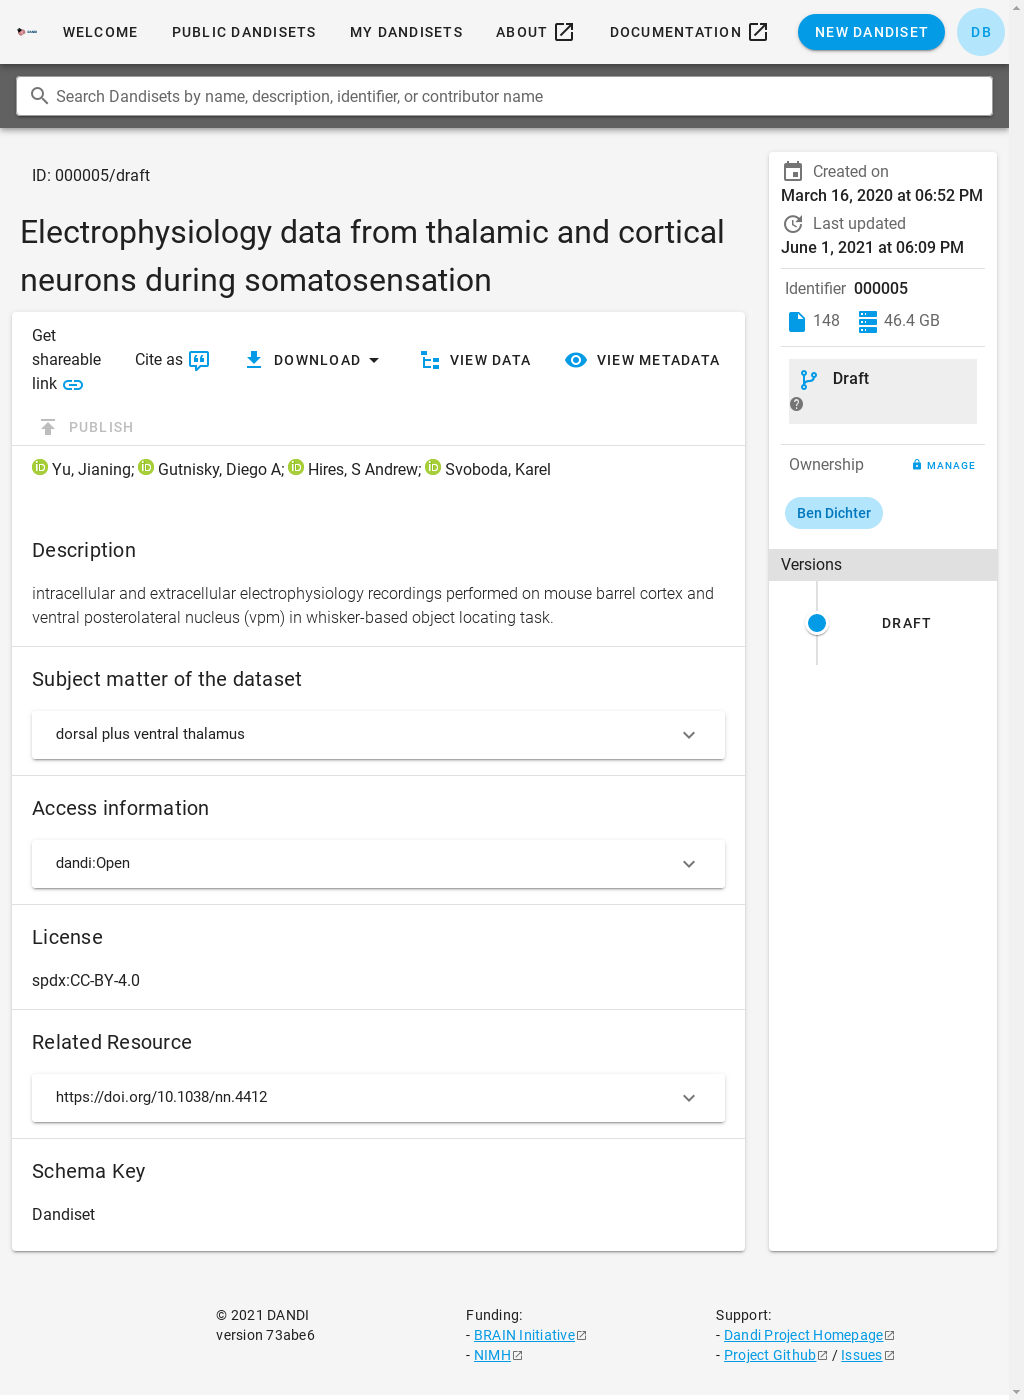 WELCOME PUBLIC DANDISETS MY DANDISETS ABOUT DOCUMENTATION NEW DANDISET DB
Search Dandisets by name, description, identifier, or contributor name
ID: 000005/draft
Electrophysiology data from thalamic and cortical
neurons during somatosensation
Get
shareable
link
Cite as DOWNLOAD VIEW DATA VIEW METADATA
PUBLISH
Yu, Jianing; Gutnisky, Diego A; Hires, S Andrew; Svoboda, Karel
Description
intracellular and extracellular electrophysiology recordings performed on mouse barrel cortex and
ventral posterolateral nucleus (vpm) in whisker-based object locating task.
Subject matter of the dataset
dorsal plus ventral thalamus
Access information
dandi:Open
License
spdx:CC-BY-4.0
Related Resource
https://doi.org/10.1038/nn.4412
Schema Key
Dandiset
Created on
March 16, 2020 at 06:52 PM
Last updated
June 1, 2021 at 06:09 PM
Identifier 000005
148 46.4 GB
Draft
Ownership MANAGE
Ben Dichter
Versions
DRAFT
© 2021 DANDI
version 73abe6
Funding:
- BRAIN Initiative
- NIMH
Support:
- Dandi Project Homepage
- Project Github / Issues